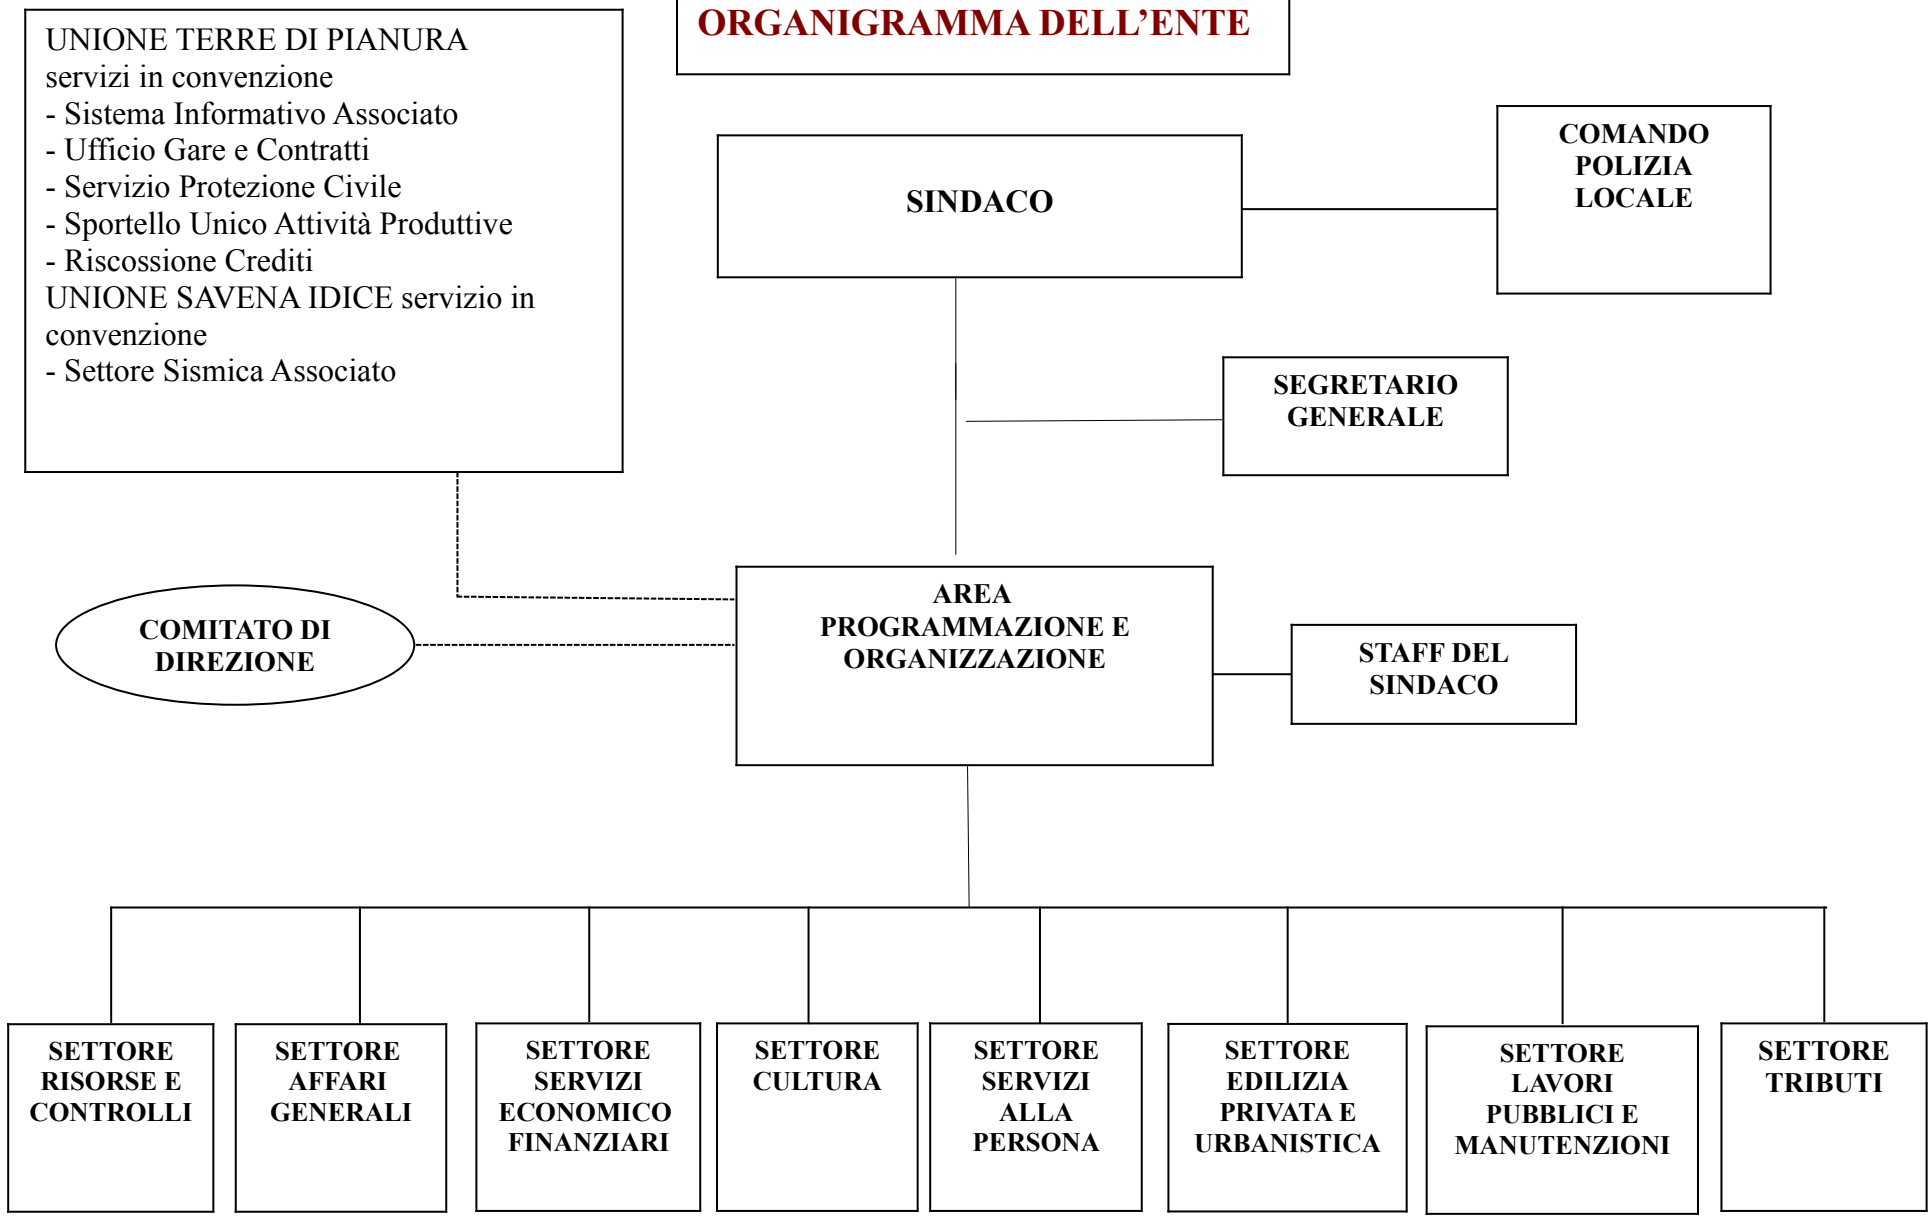 ORGANIGRAMMA DELL’ENTE
UNIONE TERRE DI PIANURA
servizi in convenzione
- Sistema Informativo Associato
- Ufficio Gare e Contratti
- Servizio Protezione Civile
- Sportello Unico Attività Produttive
- Riscossione Crediti
UNIONE SAVENA IDICE servizio in
convenzione
- Settore Sismica Associato
SINDACO
COMANDO
POLIZIA
LOCALE
SEGRETARIO
GENERALE
AREA
PROGRAMMAZIONE E
ORGANIZZAZIONE
COMITATO DI
DIREZIONE
STAFF DEL
SINDACO
SETTORE
RISORSE E
CONTROLLI
SETTORE
AFFARI
GENERALI
SETTORE
SERVIZI
ECONOMICO
FINANZIARI
SETTORE
CULTURA
SETTORE
SERVIZI
ALLA
PERSONA
SETTORE
EDILIZIA
PRIVATA E
URBANISTICA
SETTORE
LAVORI
PUBBLICI E
MANUTENZIONI
SETTORE
TRIBUTI